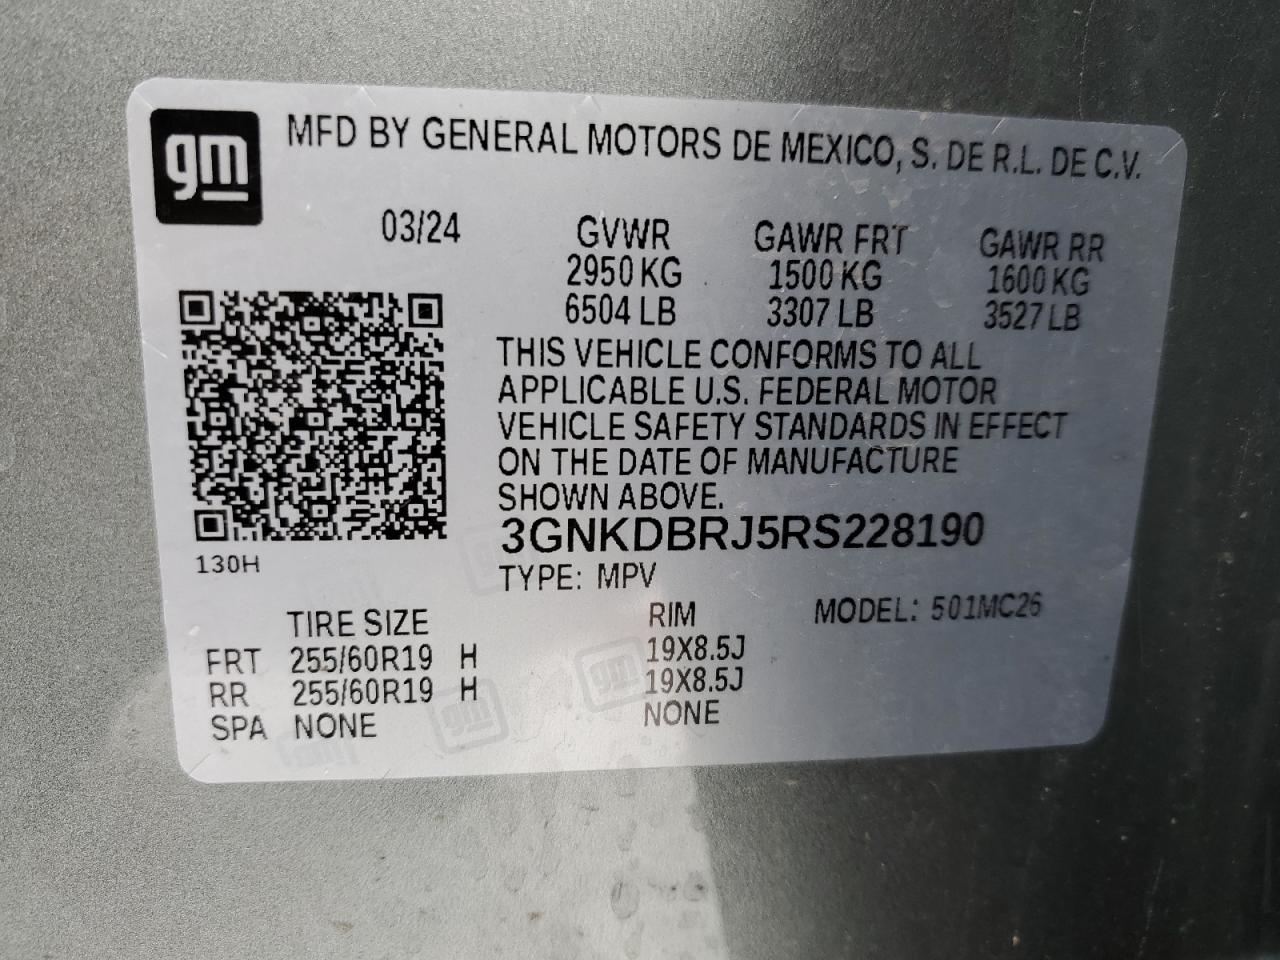 gm
MFD BY GENERAL MOTORS DE MEXICO, S. DE R.L. DE C.V.
03/24 GVWR GAWR FRT GAWR RR
2950 KG 1500 KG 1600 KG
6504 LB 3307 LB 3527 LB
THIS VEHICLE CONFORMS TO ALL
APPLICABLE U.S. FEDERAL MOTOR
VEHICLE SAFETY STANDARDS IN EFFECT
ON THE DATE OF MANUFACTURE
SHOWN ABOVE.
3GNKDBRJ5RS228190
130H
TYPE: MPV
TIRE SIZE RIM MODEL: 501MC26
FRT 255/60R19 H 19X8.5J
RR 255/60R19 H 19X8.5J
SPA NONE NONE
gm
gm